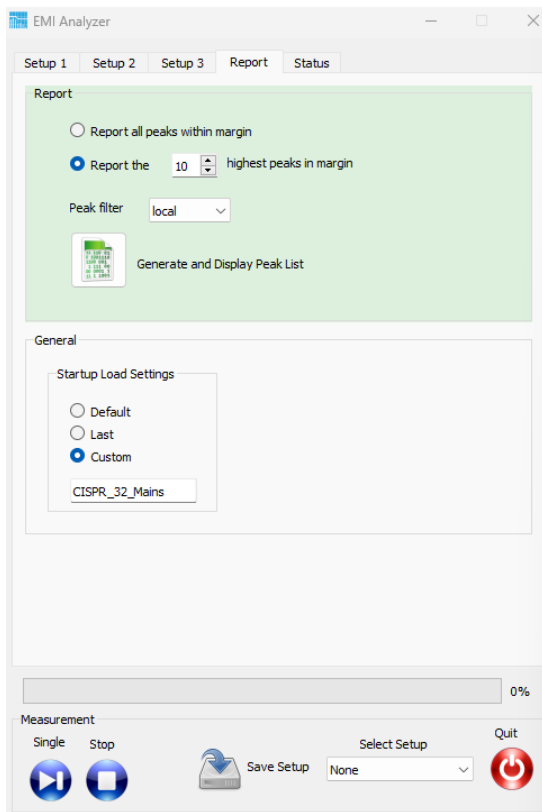 EMI Analyzer
Setup 1 Setup 2 Setup 3 Report Status
Report
Report all peaks within margin
Report the 10 highest peaks in margin
Peak filter local
Generate and Display Peak List
General
Startup Load Settings
Default
Last
Custom
CISPR_32_Mains
0%
Measurement
Single Stop Save Setup Select Setup None Quit